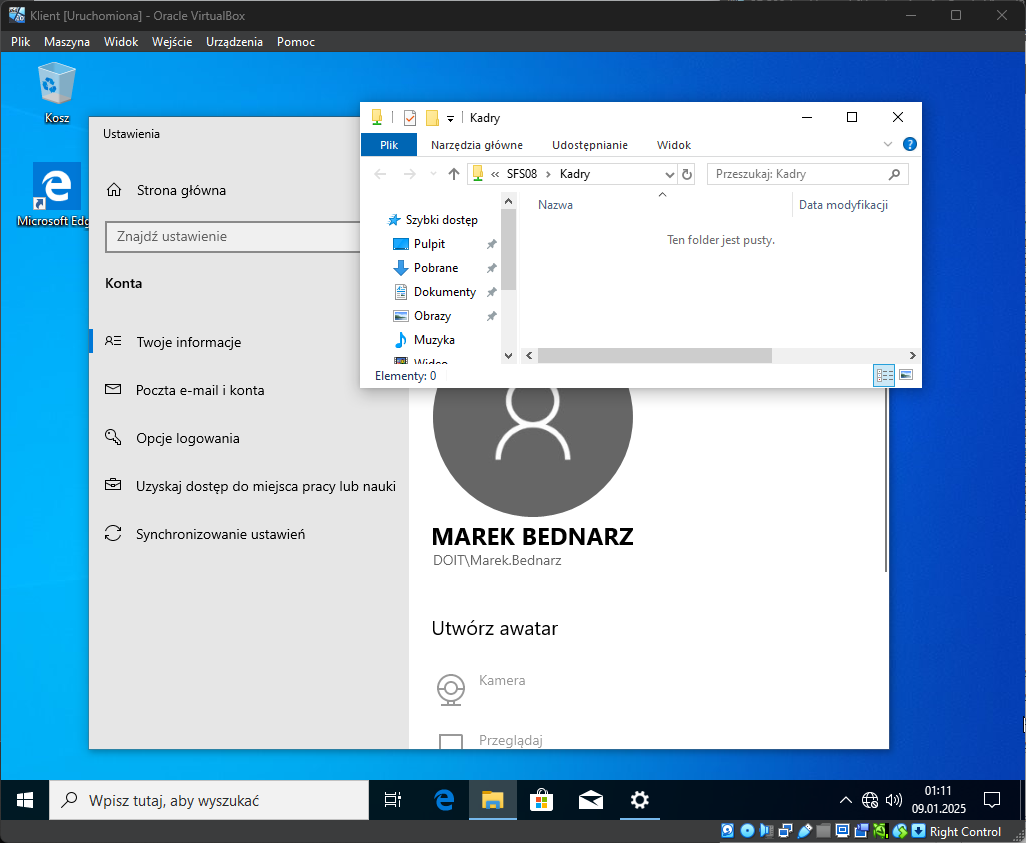 Klient [Uruchomiona] - Oracle VirtualBox
Plik Maszyna Widok Wejście Urządzenia Pomoc
Kosz
Microsoft Edg
Ustawienia
Strona główna
Znajdź ustawienie
Konta
Twoje informacje
Poczta e-mail i konta
Opcje logowania
Uzyskaj dostęp do miejsca pracy lub nauki
Synchronizowanie ustawień
Kadry
Plik Narzędzia główne Udostępnianie Widok
« SFS08 › Kadry
Przeszukaj: Kadry
Szybki dostęp
Pulpit
Pobrane
Dokumenty
Obrazy
Muzyka
Wideo
Nazwa Data modyfikacji
Ten folder jest pusty.
Elementy: 0
MAREK BEDNARZ
DOIT\Marek.Bednarz
Utwórz awatar
Kamera
Przeglądaj
Wpisz tutaj, aby wyszukać
01:11
09.01.2025
Right Control